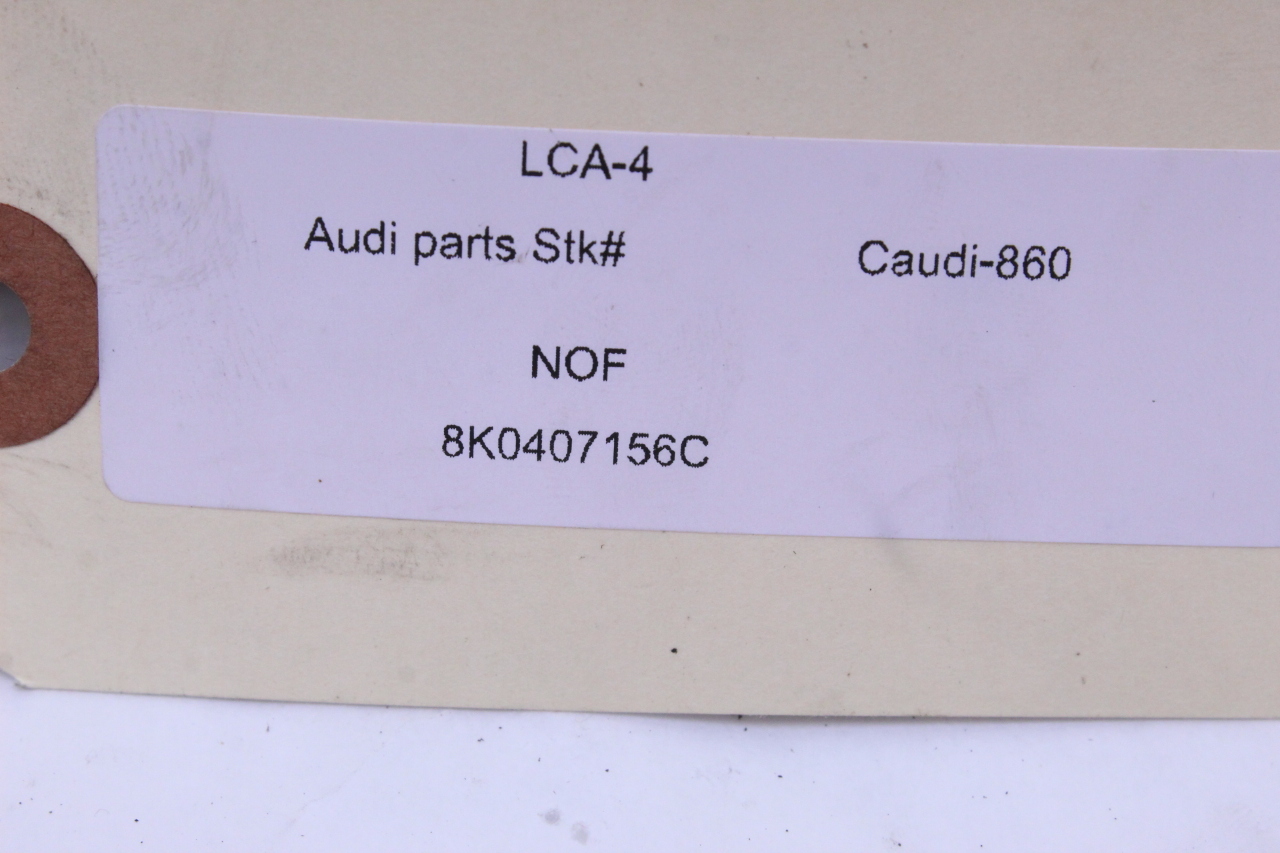 LCA-4
Audi parts Stk# Caudi-860
NOF
8K0407156C